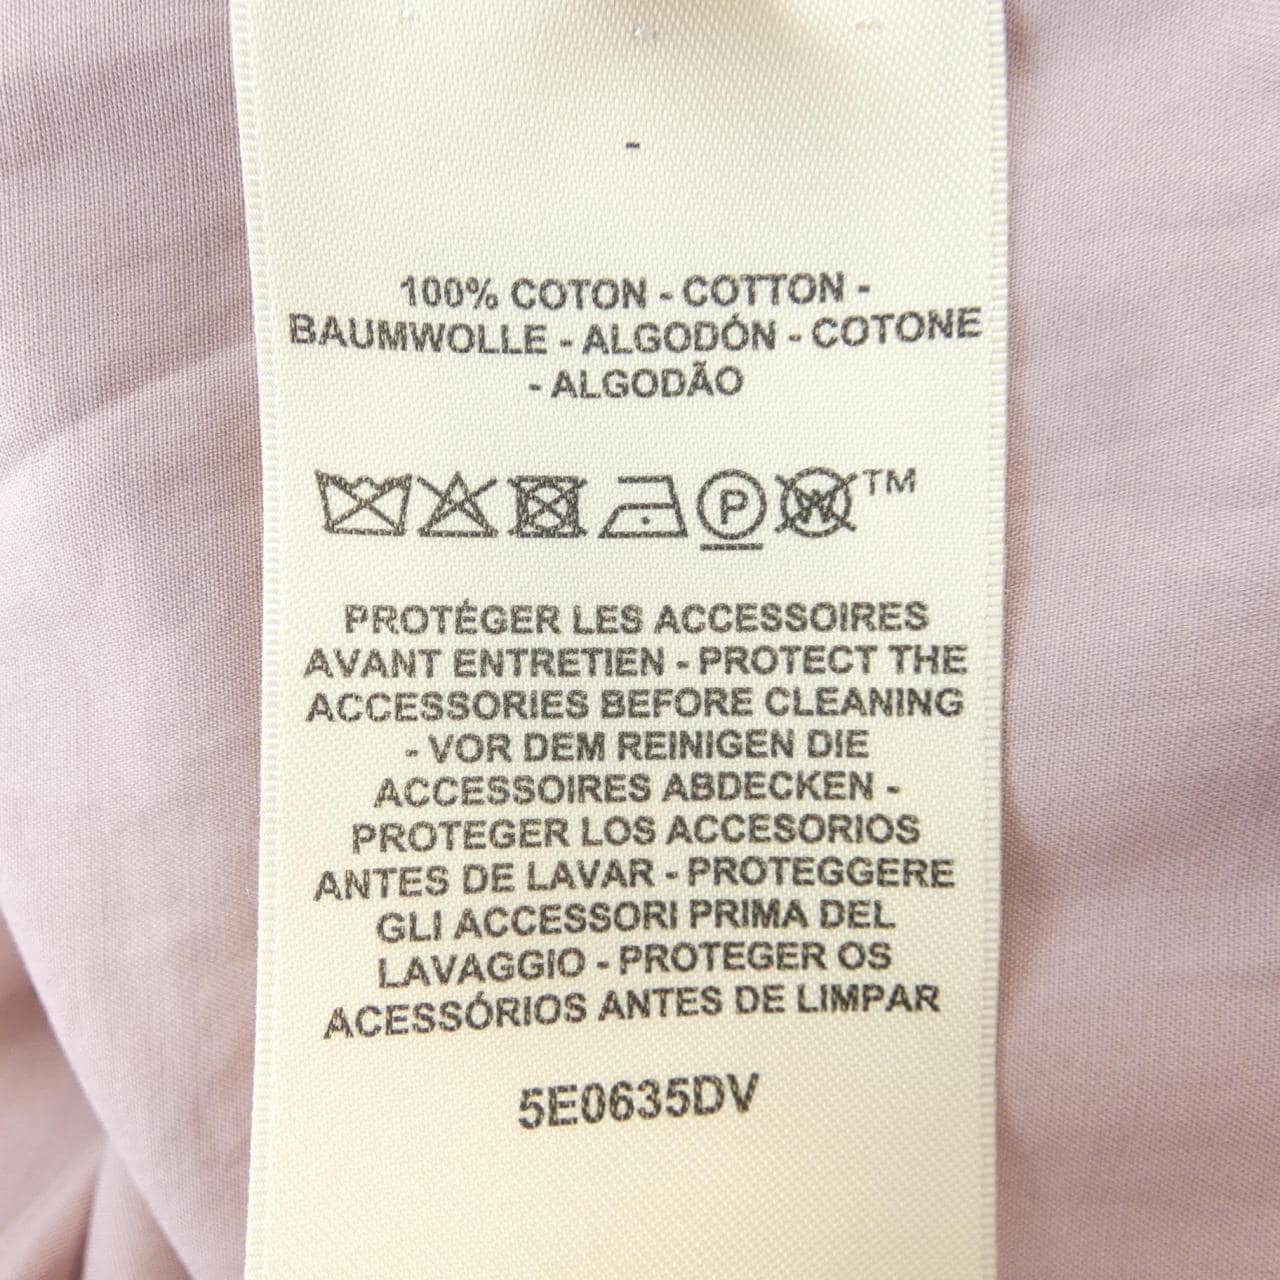 -
100% COTON - COTTON -
BAUMWOLLE - ALGODÓN - COTONE
- ALGODÃO
P W TM
PROTÉGER LES ACCESSOIRES
AVANT ENTRETIEN - PROTECT THE
ACCESSORIES BEFORE CLEANING
- VOR DEM REINIGEN DIE
ACCESSOIRES ABDECKEN -
PROTEGER LOS ACCESORIOS
ANTES DE LAVAR - PROTEGGERE
GLI ACCESSORI PRIMA DEL
LAVAGGIO - PROTEGER OS
ACESSÓRIOS ANTES DE LIMPAR
5E0635DV